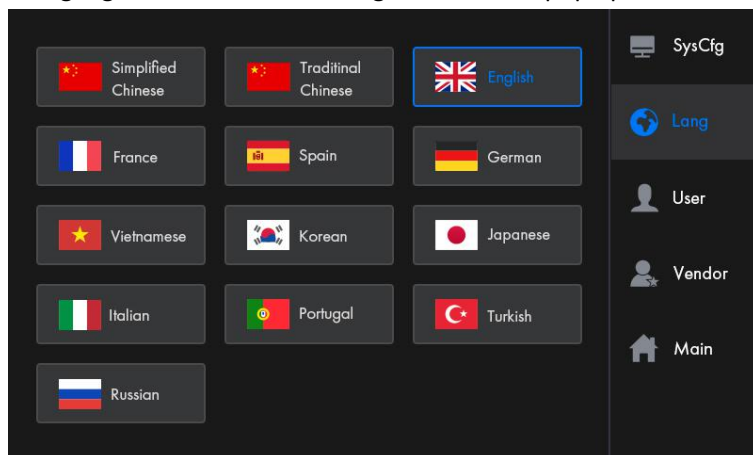 Simplified
Chinese
Traditinal
Chinese
English
France
Spain
German
Vietnamese
Korean
Japanese
Italian
Portugal
Turkish
Russian
SysCfg
Lang
User
Vendor
Main